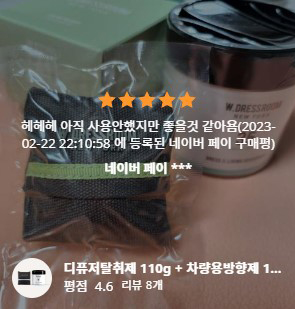 W.DRESSROOM
NEW YORK
헤헤헤 아직 사용안했지만 좋을것 같아욤(2023-
02-22 22:10:58 에 등록된 네이버 페이 구매평)
네이버 페이 ***
디퓨저탈취제 110g + 차량용방향제 1...
평점 4.6 리뷰 8개